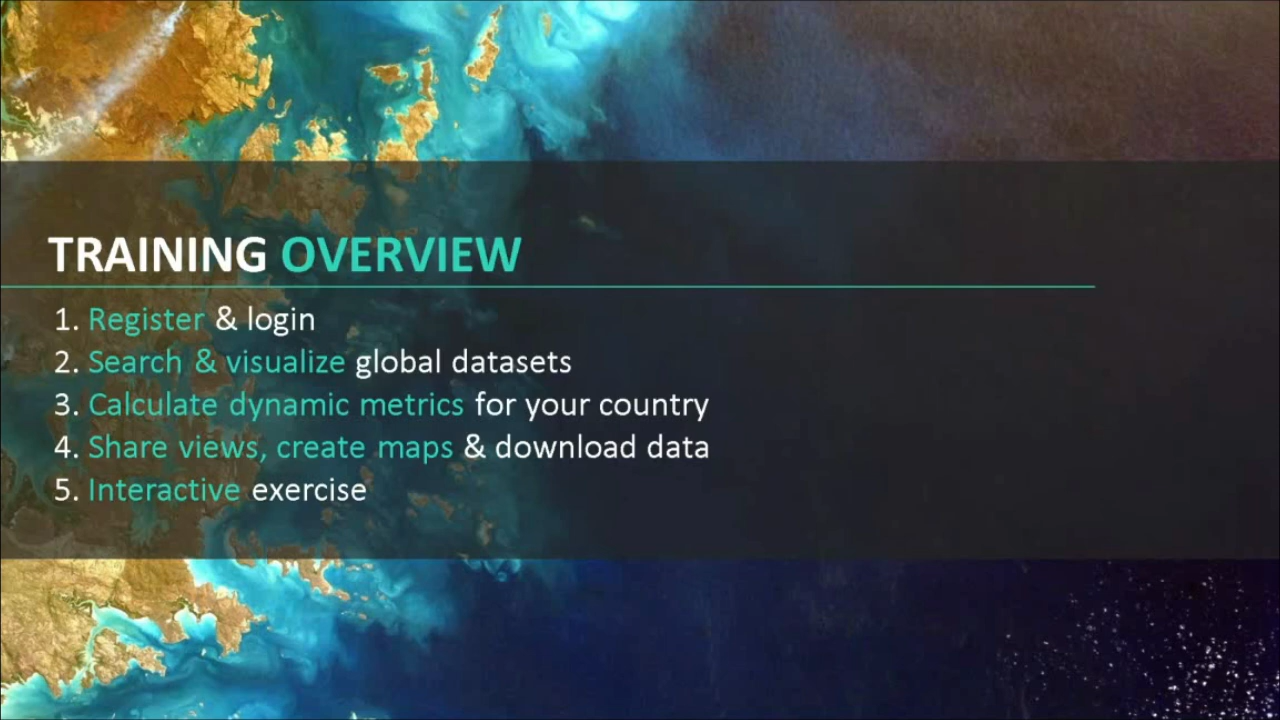 TRAINING OVERVIEW
1. Register & login
2. Search & visualize global datasets
3. Calculate dynamic metrics for your country
4. Share views, create maps & download data
5. Interactive exercise